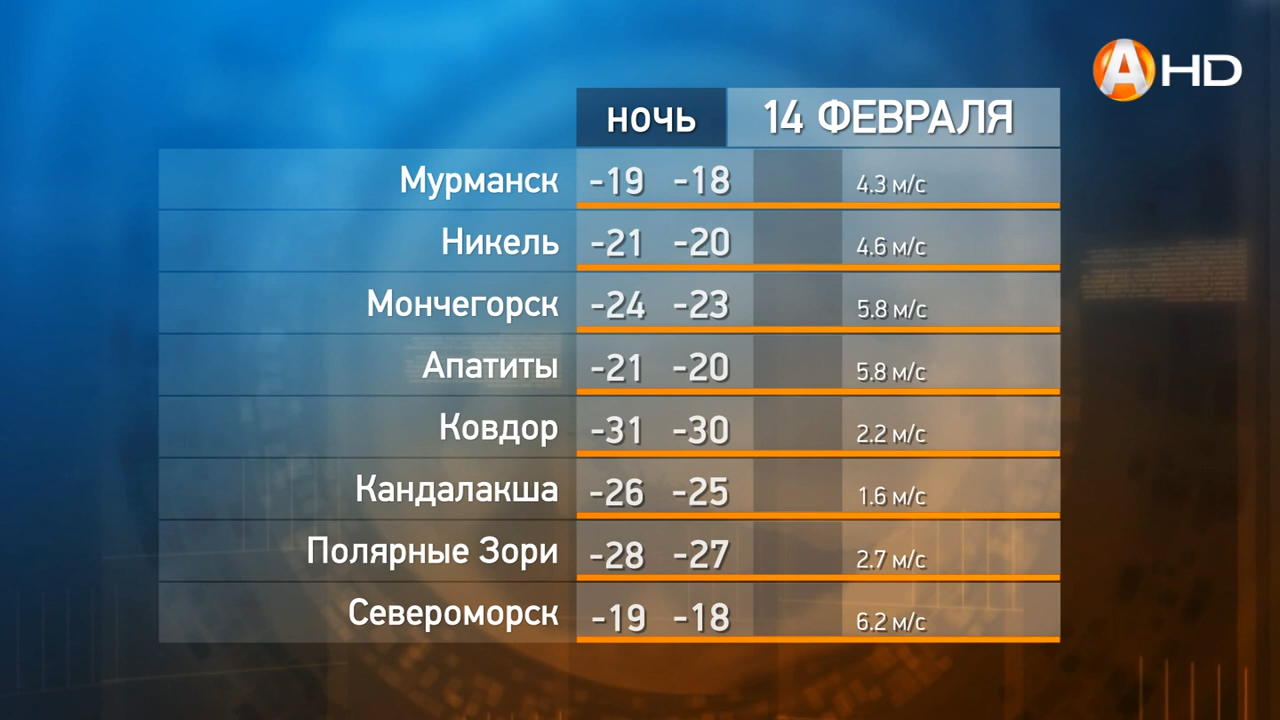 А HD
НОЧЬ 14 ФЕВРАЛЯ
Мурманск -19 -18 4.3 м/с
Никель -21 -20 4.6 м/с
Мончегорск -24 -23 5.8 м/с
Апатиты -21 -20 5.8 м/с
Ковдор -31 -30 2.2 м/с
Кандалакша -26 -25 1.6 м/с
Полярные Зори -28 -27 2.7 м/с
Североморск -19 -18 6.2 м/с